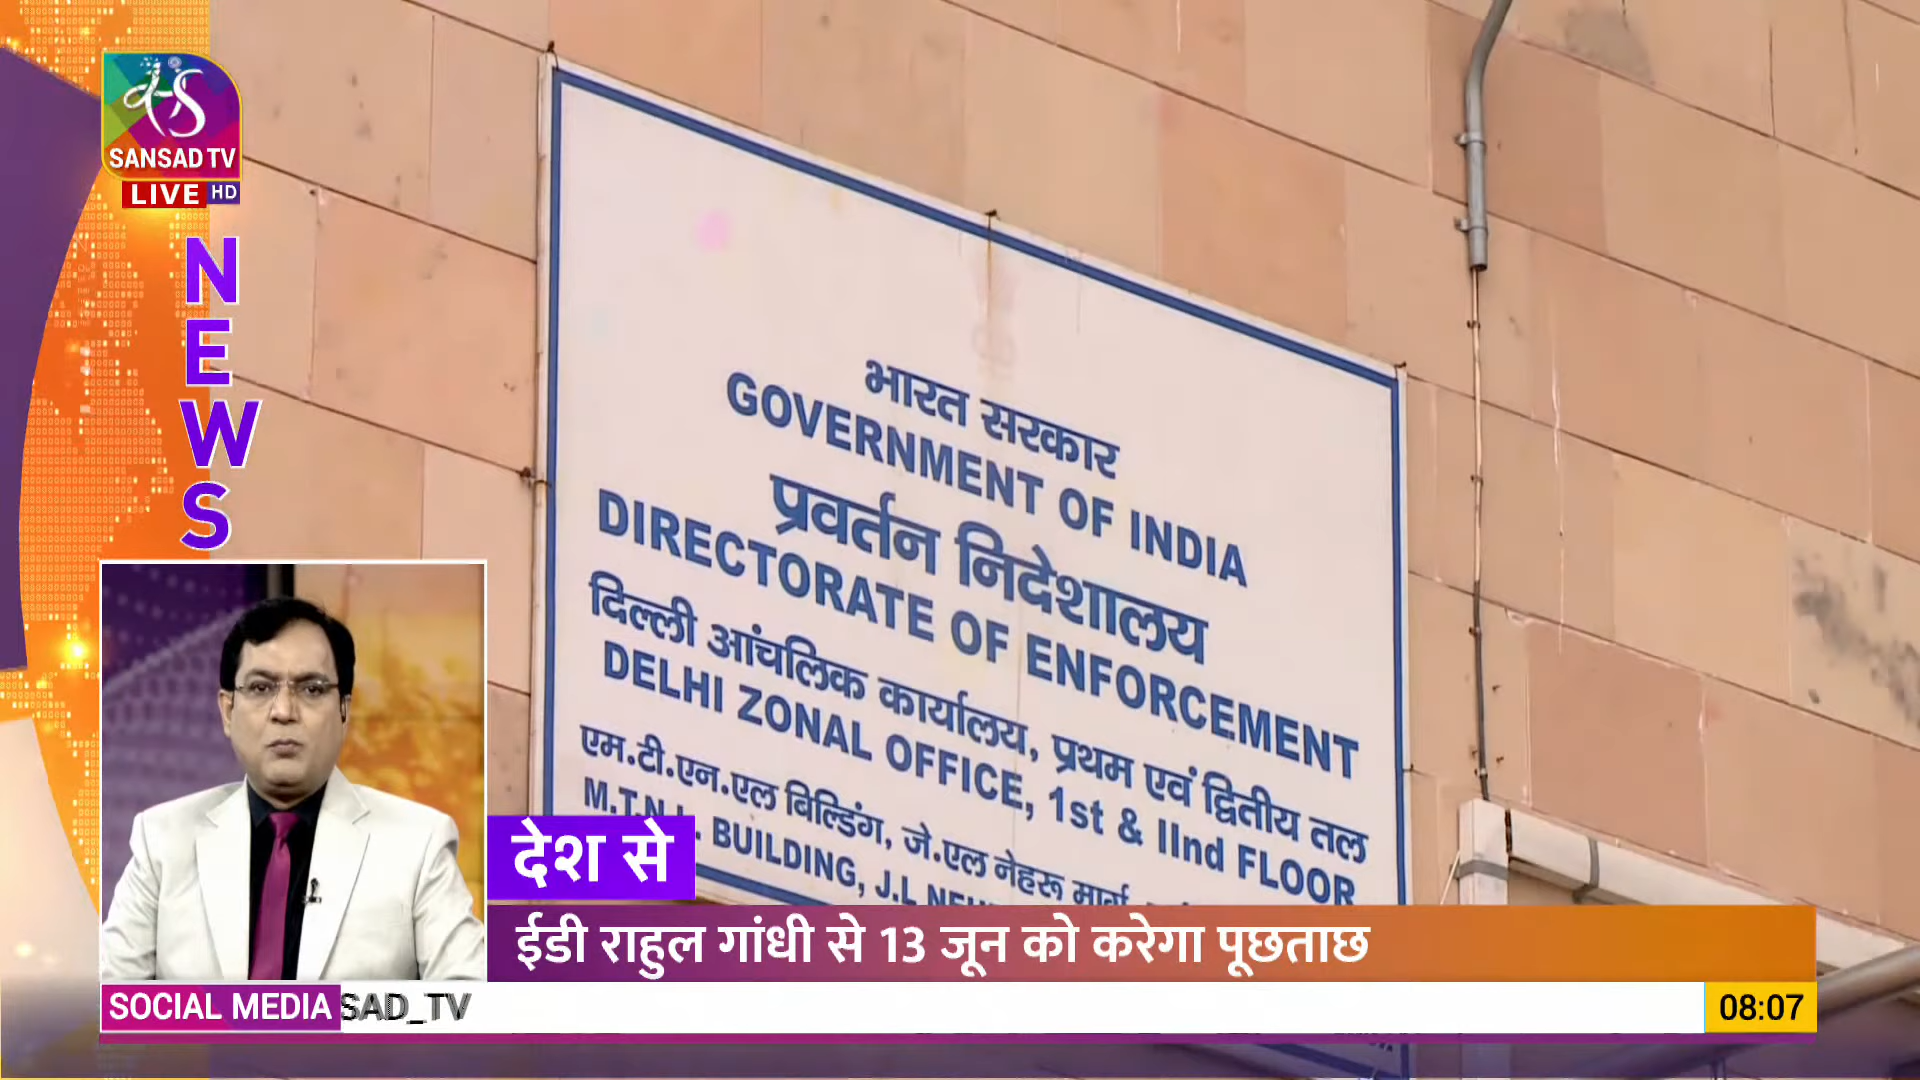 SANSAD TV
LIVE HD
NEWS
भारत सरकार
GOVERNMENT OF INDIA
प्रवर्तन निदेशालय
DIRECTORATE OF ENFORCEMENT
दिल्ली आंचलिक कार्यालय, प्रथम एवं द्वितीय तल
DELHI ZONAL OFFICE, 1st & IInd FLOOR
एम.टी.एन.एल बिल्डिंग, जे.एल नेहरू मार्ग,
M.T.N.L. BUILDING, J.L
देश से
ईडी राहुल गांधी से 13 जून को करेगा पूछताछ
SOCIAL MEDIA SAD_TV
08:07